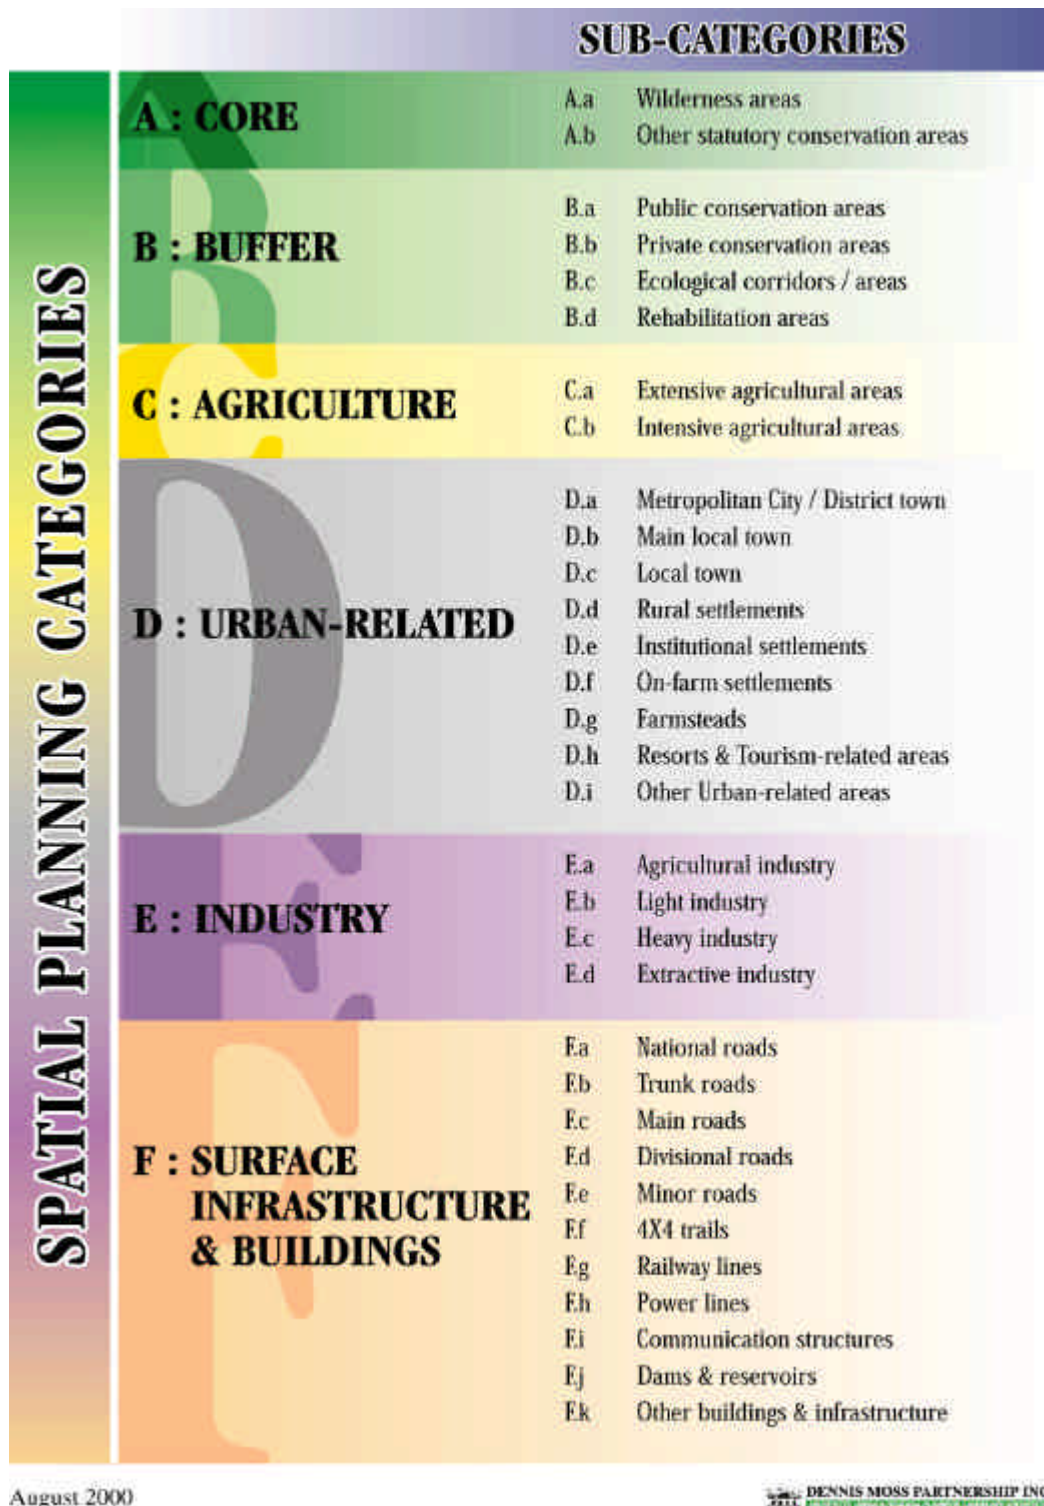 SUB-CATEGORIES
SPATIAL PLANNING CATEGORIES
A : CORE
A.a Wilderness areas
A.b Other statutory conservation areas
B : BUFFER
B.a Public conservation areas
B.b Private conservation areas
B.c Ecological corridors / areas
B.d Rehabilitation areas
C : AGRICULTURE
C.a Extensive agricultural areas
C.b Intensive agricultural areas
D : URBAN-RELATED
D.a Metropolitan City / District town
D.b Main local town
D.c Local town
D.d Rural settlements
D.e Institutional settlements
D.f On-farm settlements
D.g Farmsteads
D.h Resorts & Tourism-related areas
D.i Other Urban-related areas
E : INDUSTRY
E.a Agricultural industry
E.b Light industry
E.c Heavy industry
E.d Extractive industry
F : SURFACE
INFRASTRUCTURE
& BUILDINGS
F.a National roads
F.b Trunk roads
F.c Main roads
F.d Divisional roads
F.e Minor roads
F.f 4X4 trails
F.g Railway lines
F.h Power lines
F.i Communication structures
F.j Dams & reservoirs
F.k Other buildings & infrastructure
August 2000
DENNIS MOSS PARTNERSHIP INC